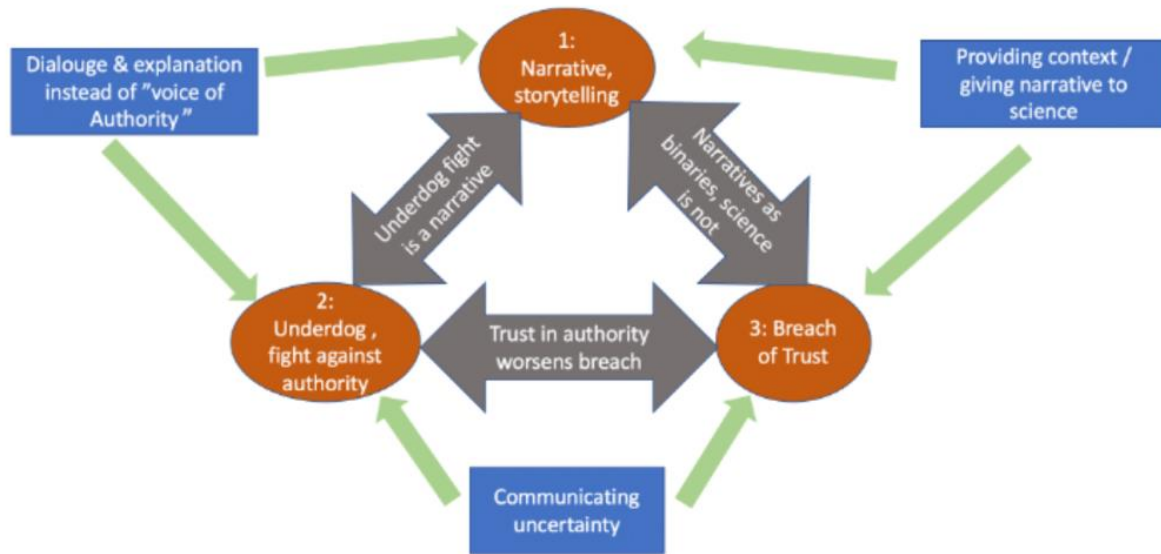 1:
Narrative,
storytelling
Dialouge & explanation
instead of "voice of
Authority"
Providing context /
giving narrative to
science
Underdog fight
is a narrative
Narratives as
binaries, science
is not
2:
Underdog ,
fight against
authority
Trust in authority
worsens breach
3: Breach
of Trust
Communicating
uncertainty